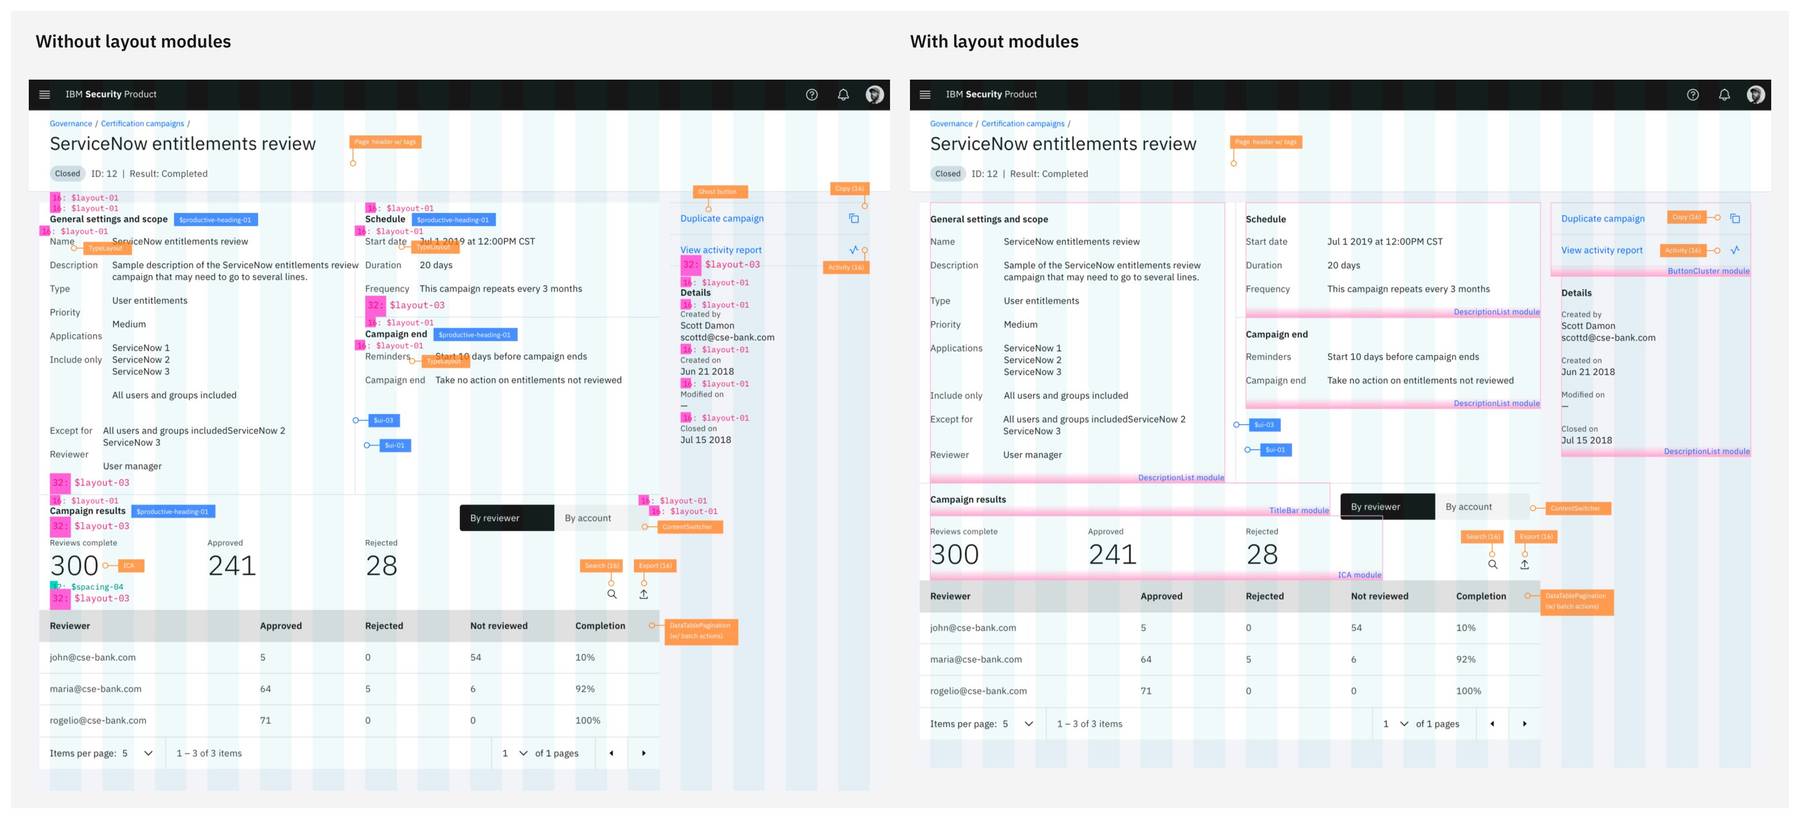 Without layout modules
IBM Security Product
Governance / Certification campaigns /
ServiceNow entitlements review
Page header w/ tags
Closed ID: 12 | Result: Completed
16: $layout-01
16: $layout-01
General settings and scope $productive-heading-01
16: $layout-01
Name ServiceNow entitlements review
TypeLayout
Description Sample description of the ServiceNow entitlements review
campaign that may need to go to several lines.
Type
User entitlements
Priority
Medium
Applications
ServiceNow 1
Include only ServiceNow 2
ServiceNow 3
All users and groups included
Except for All users and groups includedServiceNow 2
ServiceNow 3
Reviewer
User manager
32: $layout-03
16: $layout-01
Schedule $productive-heading-01
16: $layout-01
Start date Jul 1 2019 at 12:00PM CST
TypeLayout
Duration 20 days
Frequency This campaign repeats every 3 months
32: $layout-03
16: $layout-01
Campaign end $productive-heading-01
16: $layout-01
Reminders Start 10 days before campaign ends
TypeLayout
Campaign end Take no action on entitlements not reviewed
$ui-03
$ui-01
Ghost button
Copy (16)
Duplicate campaign
View activity report
Activity (16)
32: $layout-03
16: $layout-01
Details
16: $layout-01
Created by
Scott Damon
scottd@cse-bank.com
16: $layout-01
Created on
Jun 21 2018
16: $layout-01
Modified on
—
16: $layout-01
Closed on
Jul 15 2018
16: $layout-01
Campaign results $productive-heading-01
32: $layout-03
16: $layout-01
16: $layout-01
By reviewer By account
ContentSwitcher
Reviews complete Approved Rejected
300 241 28
ICA
Search (16) Export (16)
$spacing-04
32: $layout-03
Reviewer Approved Rejected Not reviewed Completion
DataTablePagination
(w/ batch actions)
john@cse-bank.com 5 0 54 10%
maria@cse-bank.com 64 5 6 92%
rogelio@cse-bank.com 71 0 0 100%
Items per page: 5 1 – 3 of 3 items 1 of 1 pages
With layout modules
IBM Security Product
Governance / Certification campaigns /
ServiceNow entitlements review
Page header w/ tags
Closed ID: 12 | Result: Completed
General settings and scope
Name ServiceNow entitlements review
Description Sample of the ServiceNow entitlements review
campaign that may need to go to several lines.
Type User entitlements
Priority Medium
Applications ServiceNow 1
ServiceNow 2
ServiceNow 3
Include only All users and groups included
Except for All users and groups includedServiceNow 2
ServiceNow 3
Reviewer User manager
DescriptionList module
Schedule
Start date Jul 1 2019 at 12:00PM CST
Duration 20 days
Frequency This campaign repeats every 3 months
DescriptionList module
Campaign end
Reminders Start 10 days before campaign ends
Campaign end Take no action on entitlements not reviewed
DescriptionList module
$ui-03
$ui-01
Duplicate campaign Copy (16)
View activity report Activity (16)
ButtonCluster module
Details
Created by
Scott Damon
scottd@cse-bank.com
Created on
Jun 21 2018
Modified on
—
Closed on
Jul 15 2018
DescriptionList module
Campaign results
TitleBar module
By reviewer By account
ContentSwitcher
Reviews complete Approved Rejected
300 241 28
ICA module
Search (16) Export (16)
Reviewer Approved Rejected Not reviewed Completion
DataTablePagination
(w/ batch actions)
john@cse-bank.com 5 0 54 10%
maria@cse-bank.com 64 5 6 92%
rogelio@cse-bank.com 71 0 0 100%
Items per page: 5 1 – 3 of 3 items 1 of 1 pages